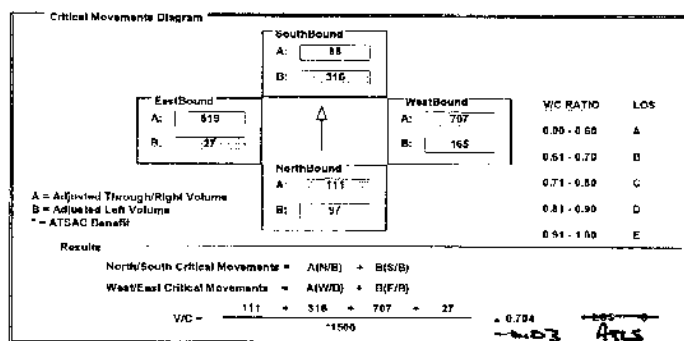 Critical Movements Diagram
SouthBound
A: 88
B: 316
EastBound
A: 619
B: 27
WestBound
A: 707
B: 165
NorthBound
A: 111
B: 97
V/C RATIO LOS
0.00 - 0.60 A
0.61 - 0.70 B
0.71 - 0.80 C
0.81 - 0.90 D
0.91 - 1.00 E
A = Adjusted Through/Right Volume
B = Adjusted Left Volume
* = ATSAC Benefit
Results
North/South Critical Movements = A(N/B) + B(S/B)
West/East Critical Movements = A(W/B) + B(E/B)
V/C = 111 + 316 + 707 + 27
*1500
= 0.704